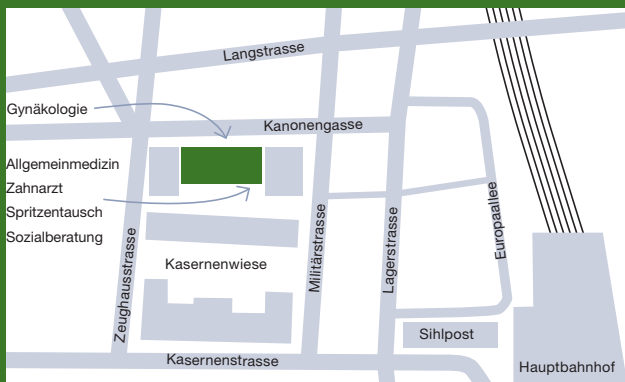 Langstrasse
Gynäkologie
Kanonengasse
Allgemeinmedizin
Zahnarzt
Spritzentausch
Sozialberatung
Zeughausstrasse
Militärstrasse
Lagerstrasse
Europaallee
Kasernenwiese
Sihlpost
Kasernenstrasse
Hauptbahnhof